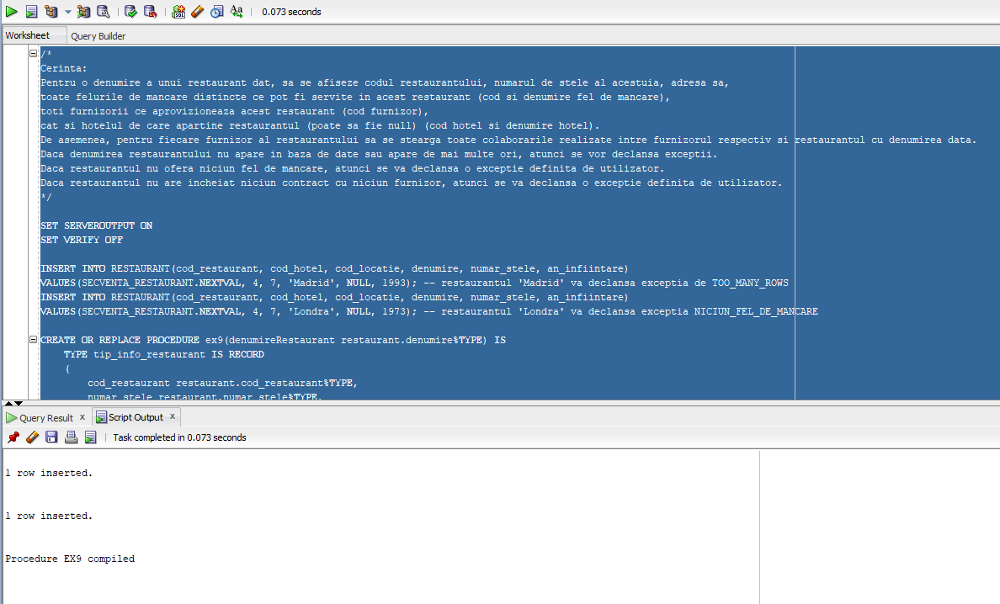 0.073 seconds
Worksheet Query Builder
/*
Cerinta:
Pentru o denumire a unui restaurant dat, sa se afiseze codul restaurantului, numarul de stele al acestuia, adresa sa,
toate felurile de mancare distincte ce pot fi servite in acest restaurant (cod si denumire fel de mancare),
toti furnizorii ce aprovizioneaza acest restaurant (cod furnizor),
cat si hotelul de care apartine restaurantul (poate sa fie null) (cod hotel si denumire hotel).
De asemenea, pentru fiecare furnizor al restaurantului sa se stearga toate colaborarile realizate intre furnizorul respectiv si restaurantul cu denumirea data.
Daca denumirea restaurantului nu apare in baza de date sau apare de mai multe ori, atunci se vor declansa exceptii.
Daca restaurantul nu ofera niciun fel de mancare, atunci se va declansa o exceptie definita de utilizator.
Daca restaurantul nu are incheiat niciun contract cu niciun furnizor, atunci se va declansa o exceptie definita de utilizator.
*/
SET SERVEROUTPUT ON
SET VERIFY OFF
INSERT INTO RESTAURANT(cod_restaurant, cod_hotel, cod_locatie, denumire, numar_stele, an_infiintare)
VALUES(SECVENTA_RESTAURANT.NEXTVAL, 4, 7, 'Madrid', NULL, 1993); -- restaurantul 'Madrid' va declansa exceptia de TOO_MANY_ROWS
INSERT INTO RESTAURANT(cod_restaurant, cod_hotel, cod_locatie, denumire, numar_stele, an_infiintare)
VALUES(SECVENTA_RESTAURANT.NEXTVAL, 4, 7, 'Londra', NULL, 1973); -- restaurantul 'Londra' va declansa exceptia NICIUN_FEL_DE_MANCARE
CREATE OR REPLACE PROCEDURE ex9(denumireRestaurant restaurant.denumire%TYPE) IS
TYPE tip_info_restaurant IS RECORD
(
cod_restaurant restaurant.cod_restaurant%TYPE,
numar_stele restaurant.numar_stele%TYPE,
Query Result x Script Output x
Task completed in 0.073 seconds
1 row inserted.
1 row inserted.
Procedure EX9 compiled